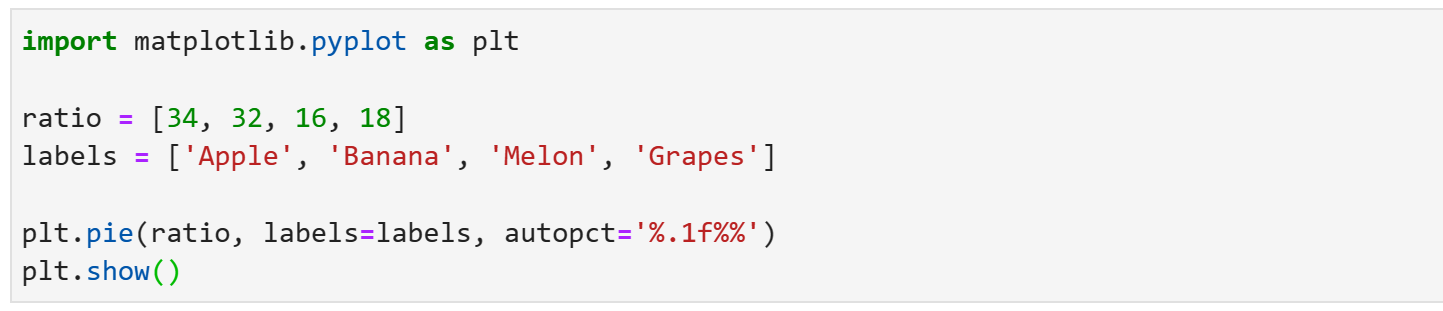 import matplotlib.pyplot as plt
ratio = [34, 32, 16, 18]
labels = ['Apple', 'Banana', 'Melon', 'Grapes']
plt.pie(ratio, labels=labels, autopct='%.1f%%')
plt.show()